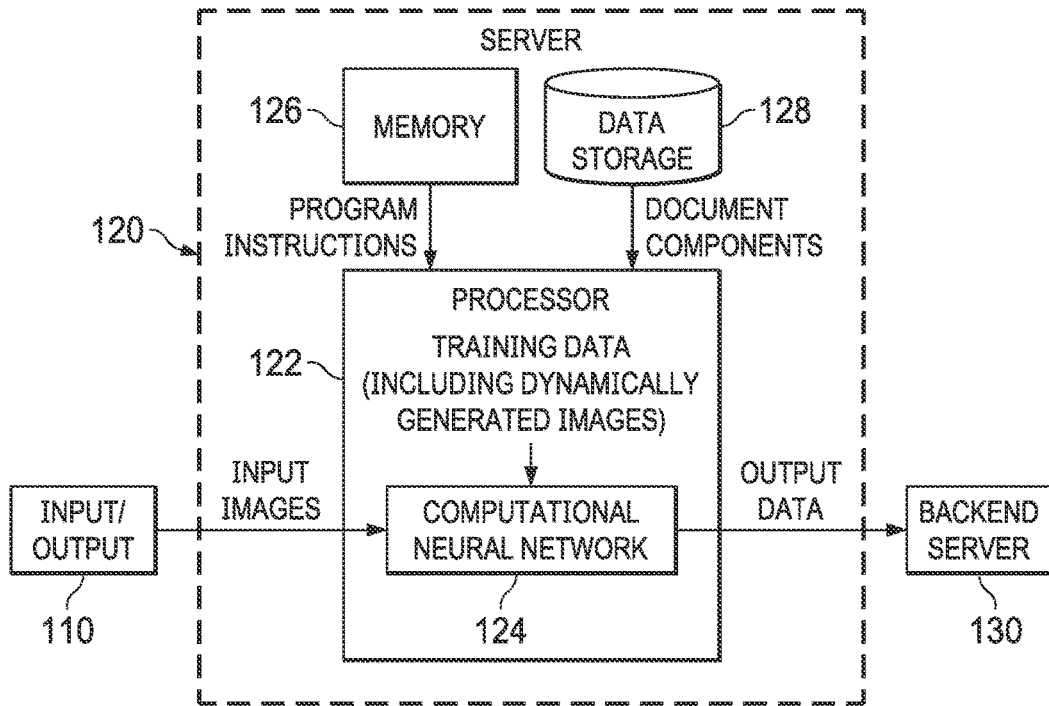 SERVER
126
MEMORY
DATA
STORAGE
128
PROGRAM
INSTRUCTIONS
DOCUMENT
COMPONENTS
120
PROCESSOR
122
TRAINING DATA
(INCLUDING DYNAMICALLY
GENERATED IMAGES)
INPUT
IMAGES
OUTPUT
DATA
INPUT/
OUTPUT
COMPUTATIONAL
NEURAL NETWORK
BACKEND
SERVER
110
124
130